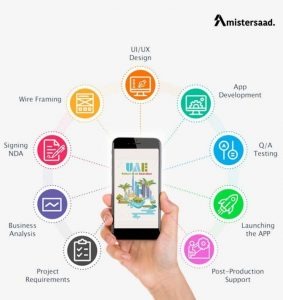 Amistersaad.
UI/UX
Design
Wire Framing
App
Development
Signing
NDA
Q/A
Testing
Business
Analysis
Launching
the APP
Project
Requirements
Post-Production
Support
UAE